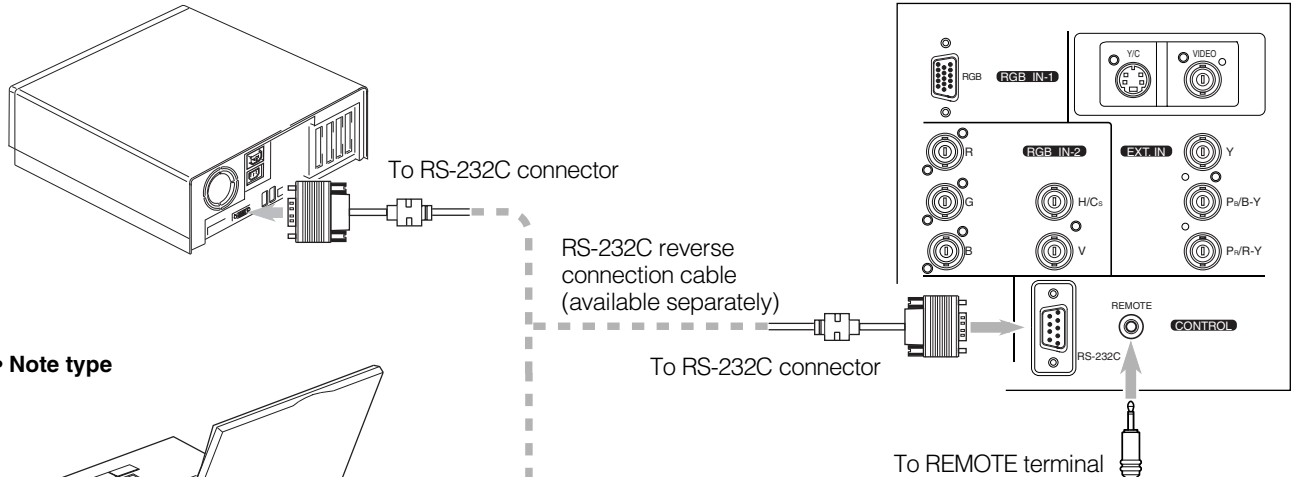 Y/C
VIDEO
RGB
RGB IN-1
R
RGB IN-2
EXT. IN
Y
G
H/Cs
PB/B-Y
B
V
PR/R-Y
To RS-232C connector
RS-232C reverse
connection cable
(available separately)
REMOTE
CONTROL
RS-232C
To RS-232C connector
• Note type
To REMOTE terminal